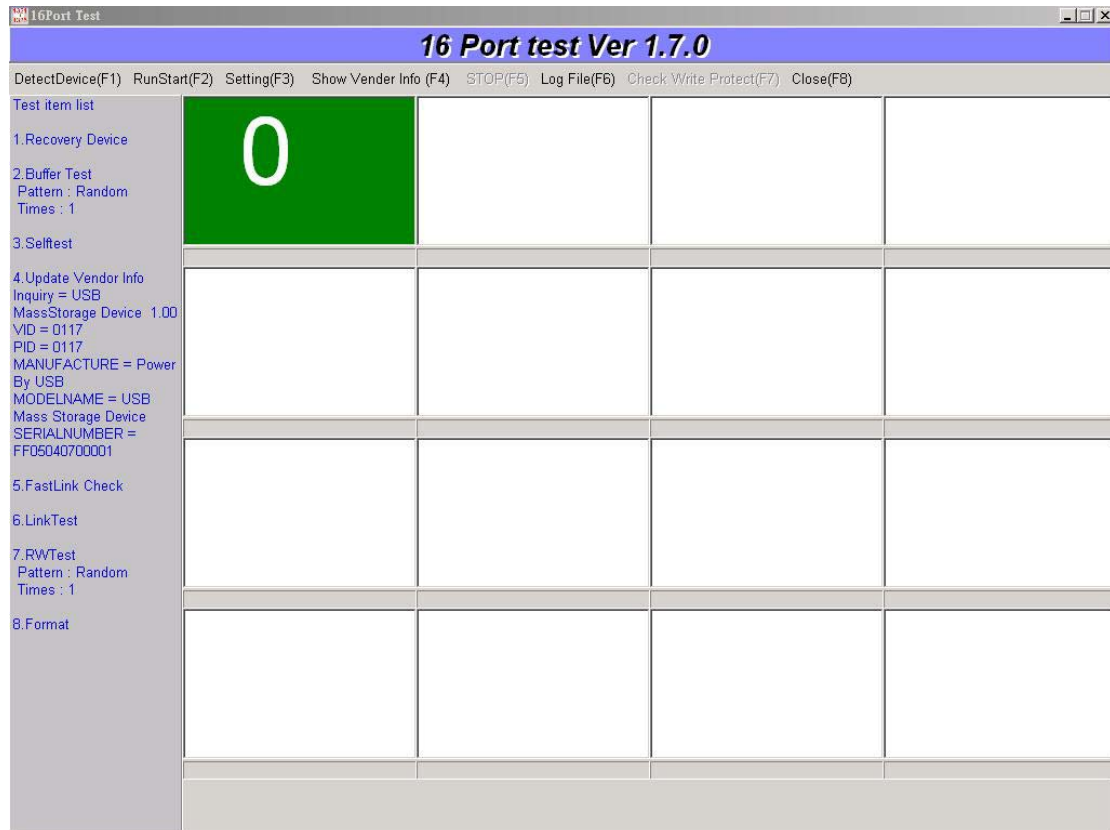 16Port Test
16 Port test Ver 1.7.0
DetectDevice(F1) RunStart(F2) Setting(F3) Show Vender Info (F4) STOP(F5) Log File(F6) Check Write Protect(F7) Close(F8)
Test item list
1.Recovery Device
2.Buffer Test
Pattern : Random
Times : 1
3.Selftest
4.Update Vendor Info
Inquiry = USB
MassStorage Device 1.00
VID = 0117
PID = 0117
MANUFACTURE = Power
By USB
MODELNAME = USB
Mass Storage Device
SERIALNUMBER =
FF05040700001
5.FastLink Check
6.LinkTest
7.RWTest
Pattern : Random
Times : 1
8.Format
0